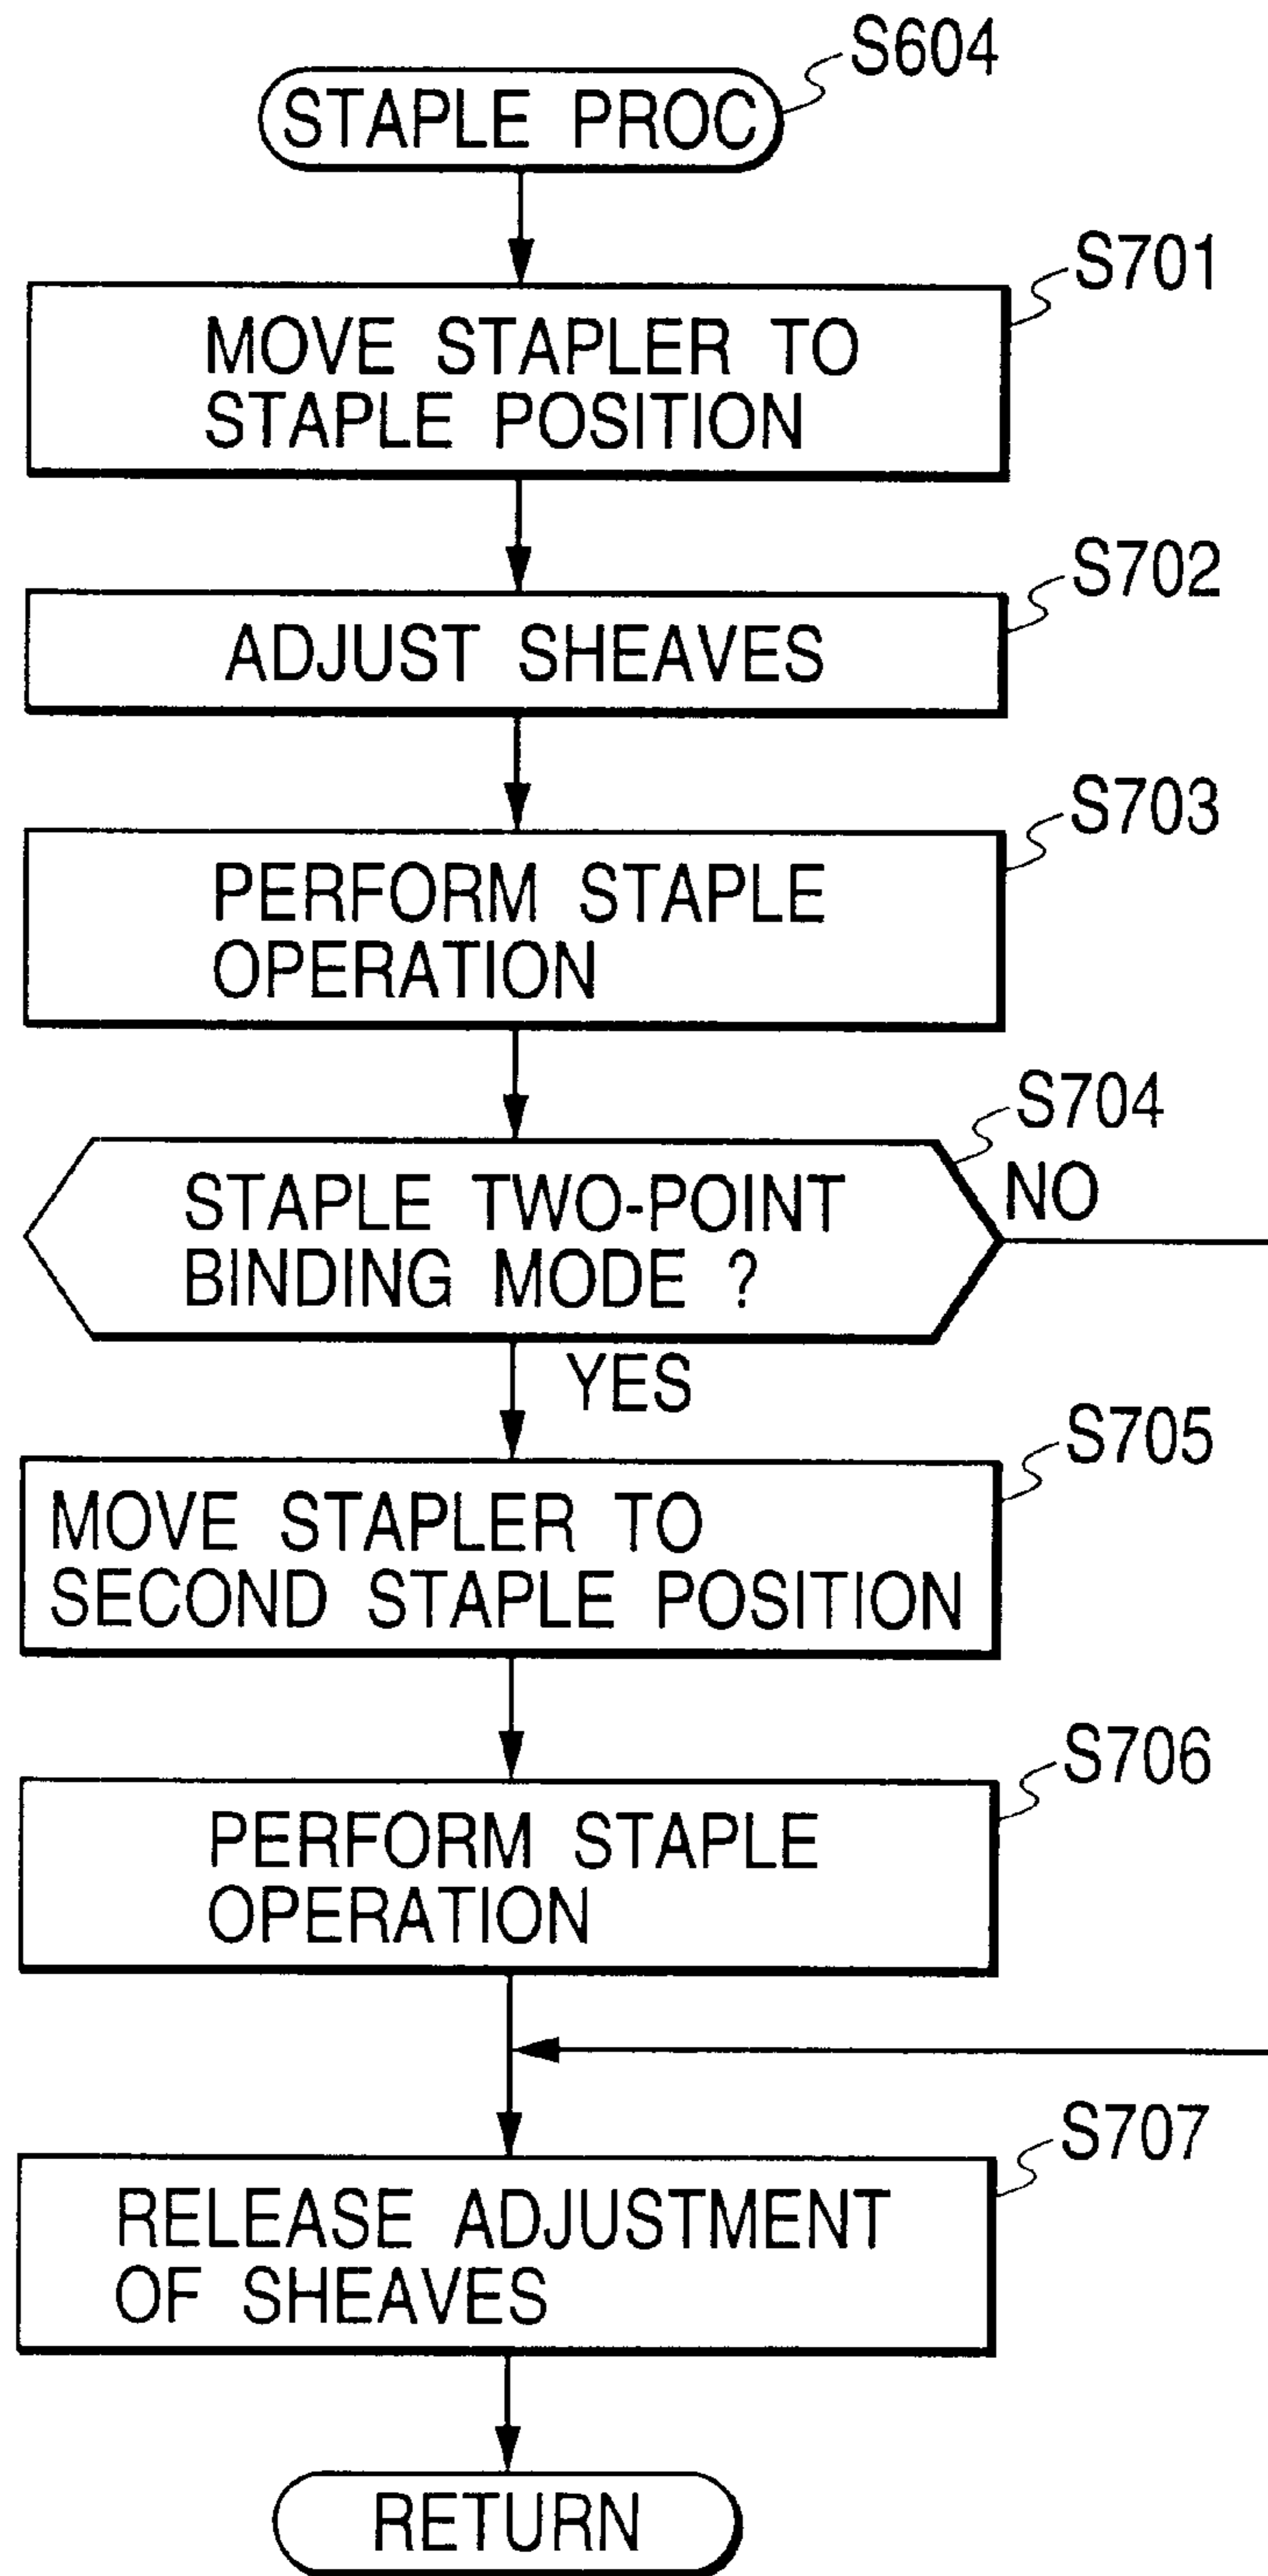 S604
STAPLE PROC
S701
MOVE STAPLER TO
STAPLE POSITION
S702
ADJUST SHEAVES
S703
PERFORM STAPLE
OPERATION
S704
STAPLE TWO-POINT
BINDING MODE ?
NO
YES
S705
MOVE STAPLER TO
SECOND STAPLE POSITION
S706
PERFORM STAPLE
OPERATION
S707
RELEASE ADJUSTMENT
OF SHEAVES
RETURN